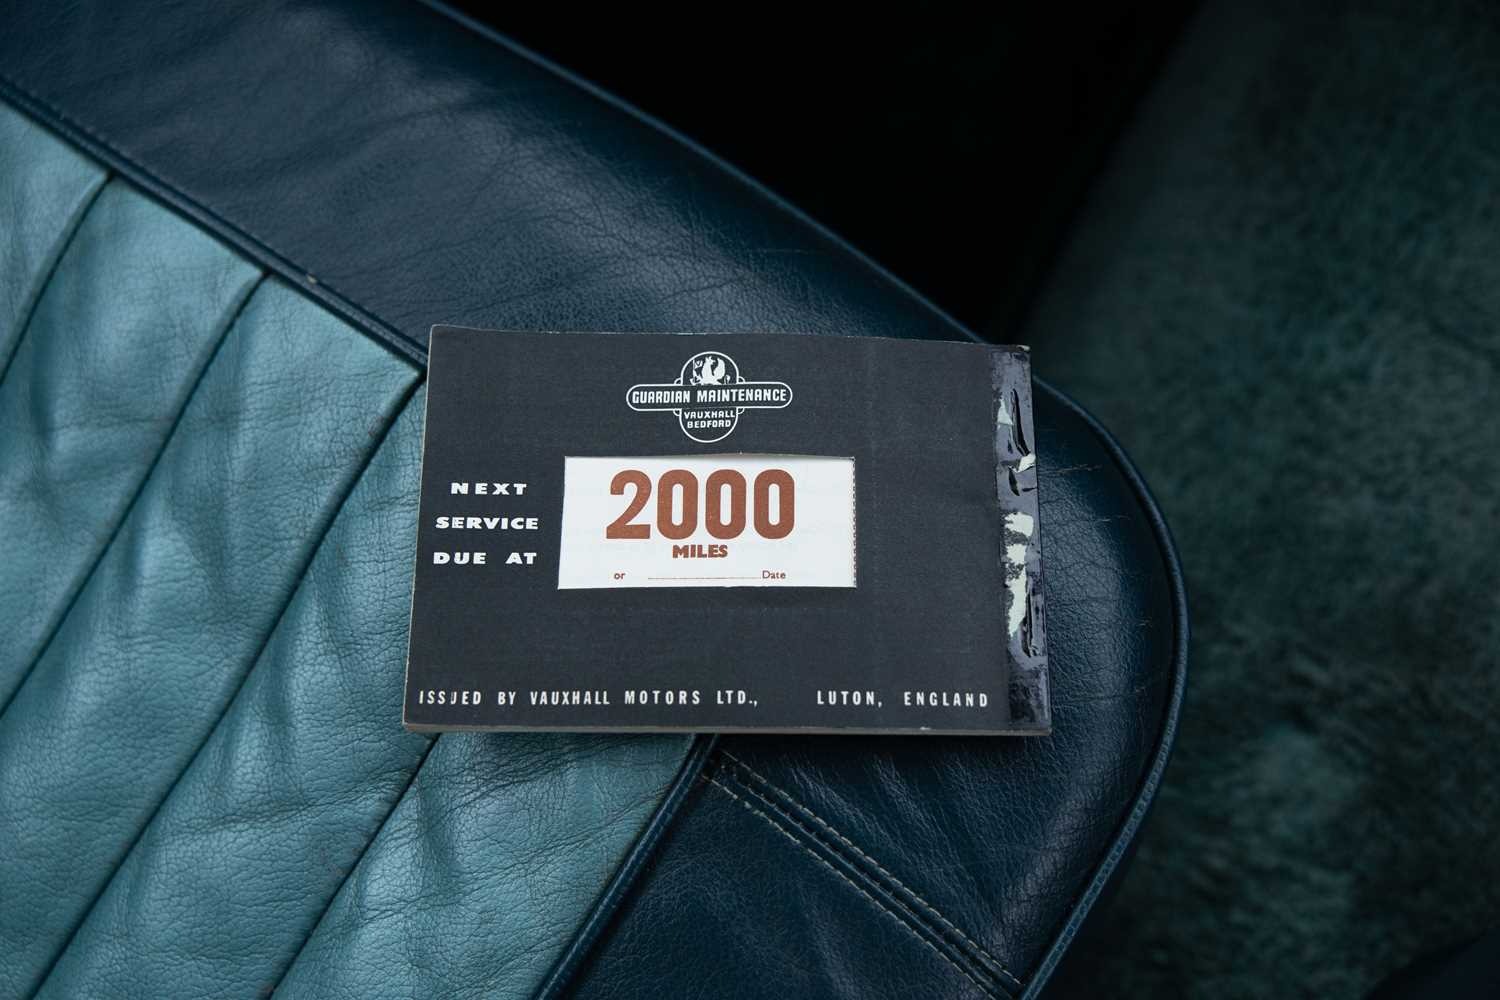 GUARDIAN MAINTENANCE
VAUXHALL
BEDFORD
NEXT
SERVICE
DUE AT
2000
MILES
or ............ Date
ISSUED BY VAUXHALL MOTORS LTD., LUTON, ENGLAND